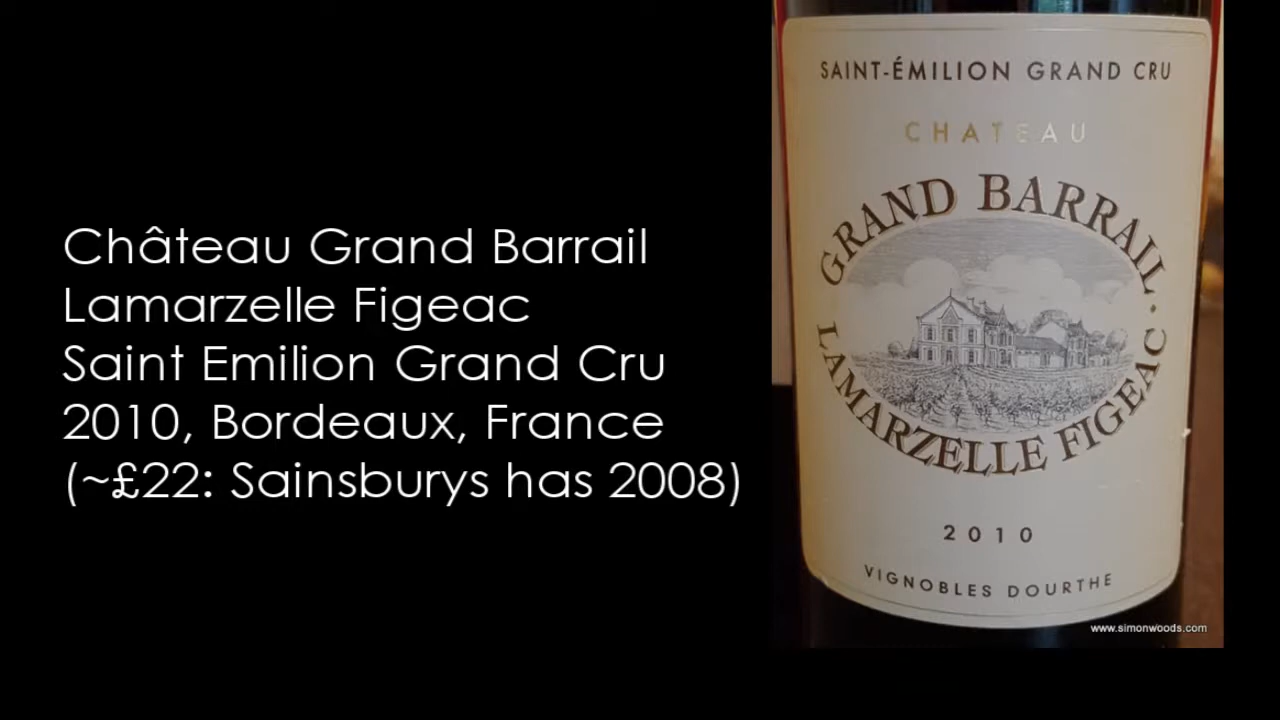 Château Grand Barrail
Lamarzelle Figeac
Saint Emilion Grand Cru
2010, Bordeaux, France
(~£22: Sainsburys has 2008)
SAINT-ÉMILION GRAND CRU
CHATEAU
GRAND BARRAIL
LAMARZELLE FIGEAC
2010
VIGNOBLES DOURTHE
www.simonwoods.com